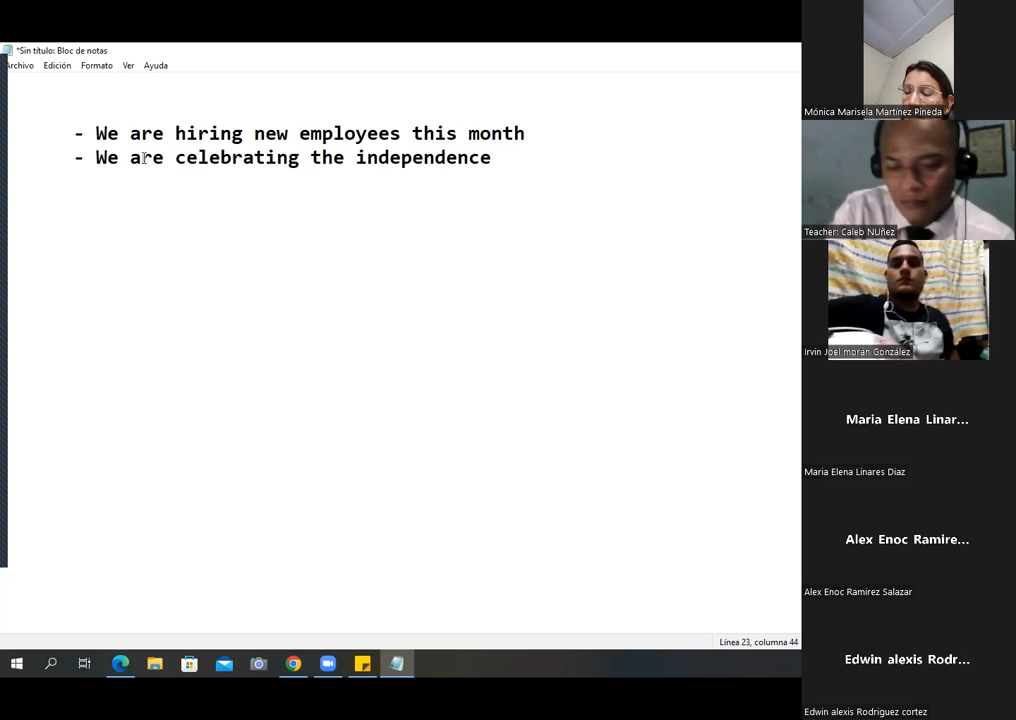 *Sin título: Bloc de notas
Archivo Edición Formato Ver Ayuda
- We are hiring new employees this month
- We are celebrating the independence
Línea 23, columna 44
Mónica Marisela Martínez Pineda
Teacher: Caleb NUñez
Irvin Joel morán González
Maria Elena Linar...
Maria Elena Linares Diaz
Alex Enoc Ramire...
Alex Enoc Ramirez Salazar
Edwin alexis Rodr...
Edwin alexis Rodriguez cortez